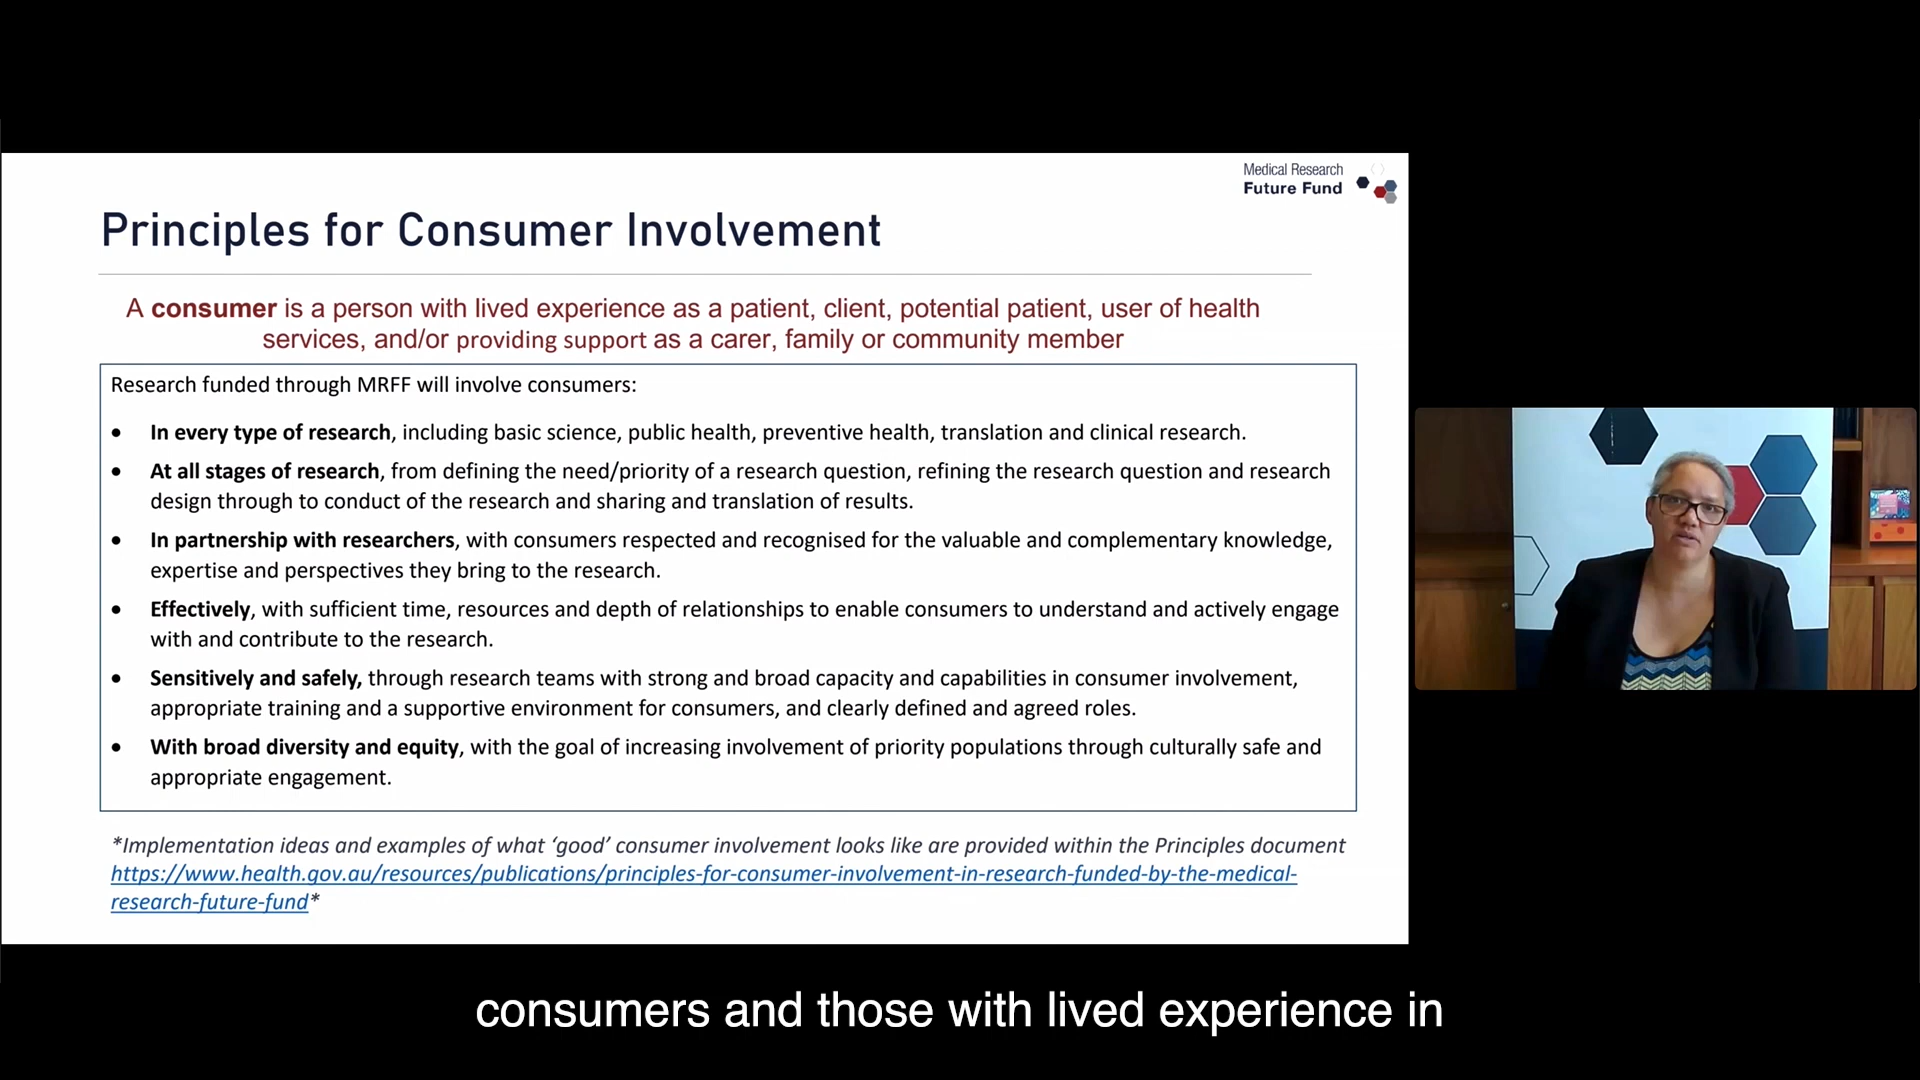 Medical Research
Future Fund
Principles for Consumer Involvement
A consumer is a person with lived experience as a patient, client, potential patient, user of health
services, and/or providing support as a carer, family or community member
Research funded through MRFF will involve consumers:
• In every type of research, including basic science, public health, preventive health, translation and clinical research.
• At all stages of research, from defining the need/priority of a research question, refining the research question and research
design through to conduct of the research and sharing and translation of results.
• In partnership with researchers, with consumers respected and recognised for the valuable and complementary knowledge,
expertise and perspectives they bring to the research.
• Effectively, with sufficient time, resources and depth of relationships to enable consumers to understand and actively engage
with and contribute to the research.
• Sensitively and safely, through research teams with strong and broad capacity and capabilities in consumer involvement,
appropriate training and a supportive environment for consumers, and clearly defined and agreed roles.
• With broad diversity and equity, with the goal of increasing involvement of priority populations through culturally safe and
appropriate engagement.
*Implementation ideas and examples of what ‘good’ consumer involvement looks like are provided within the Principles document
https://www.health.gov.au/resources/publications/principles-for-consumer-involvement-in-research-funded-by-the-medical-
research-future-fund*
consumers and those with lived experience in